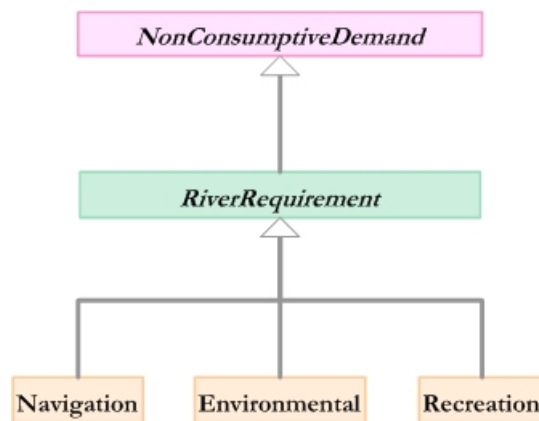 NonConsumptiveDemand
RiverRequirement
Navigation
Environmental
Recreation